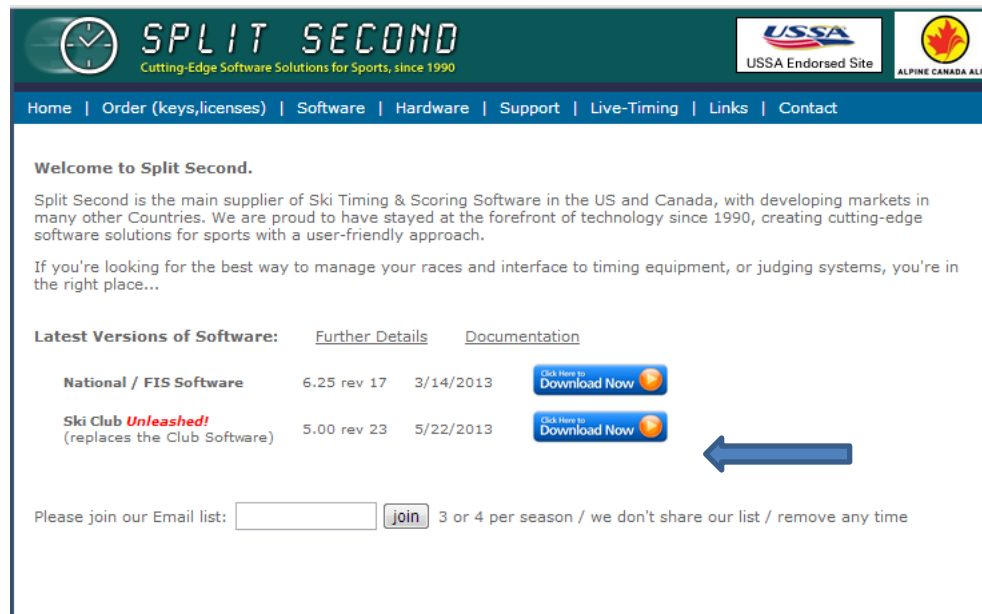 SPLIT SECOND
Cutting-Edge Software Solutions for Sports, since 1990
USSA
USSA Endorsed Site
ALPINE CANADA AL
Home | Order (keys,licenses) | Software | Hardware | Support | Live-Timing | Links | Contact
Welcome to Split Second.
Split Second is the main supplier of Ski Timing & Scoring Software in the US and Canada, with developing markets in
many other Countries. We are proud to have stayed at the forefront of technology since 1990, creating cutting-edge
software solutions for sports with a user-friendly approach.
If you're looking for the best way to manage your races and interface to timing equipment, or judging systems, you're in
the right place...
Latest Versions of Software: Further Details Documentation
National / FIS Software 6.25 rev 17 3/14/2013 Click Here to Download Now
Ski Club Unleashed!
(replaces the Club Software) 5.00 rev 23 5/22/2013 Click Here to Download Now
Please join our Email list: join 3 or 4 per season / we don't share our list / remove any time